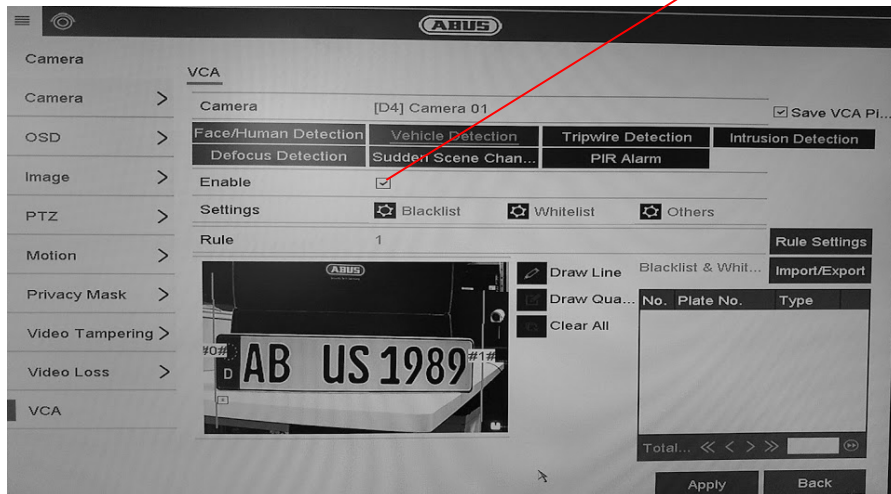 ABUS
Camera
VCA
Camera
Camera [D4] Camera 01
Save VCA Pi...
OSD
Face/Human Detection Vehicle Detection Tripwire Detection Intrusion Detection
Defocus Detection Sudden Scene Chan... PIR Alarm
Image
Enable
PTZ
Settings Blacklist Whitelist Others
Motion
Rule 1
Rule Settings
Privacy Mask
ABUS
Draw Line
Blacklist & Whit...
Import/Export
Video Tampering
Draw Qua...
No. Plate No. Type
Clear All
Video Loss
#0# D AB US 1989 #1#
VCA
Total...
Apply Back